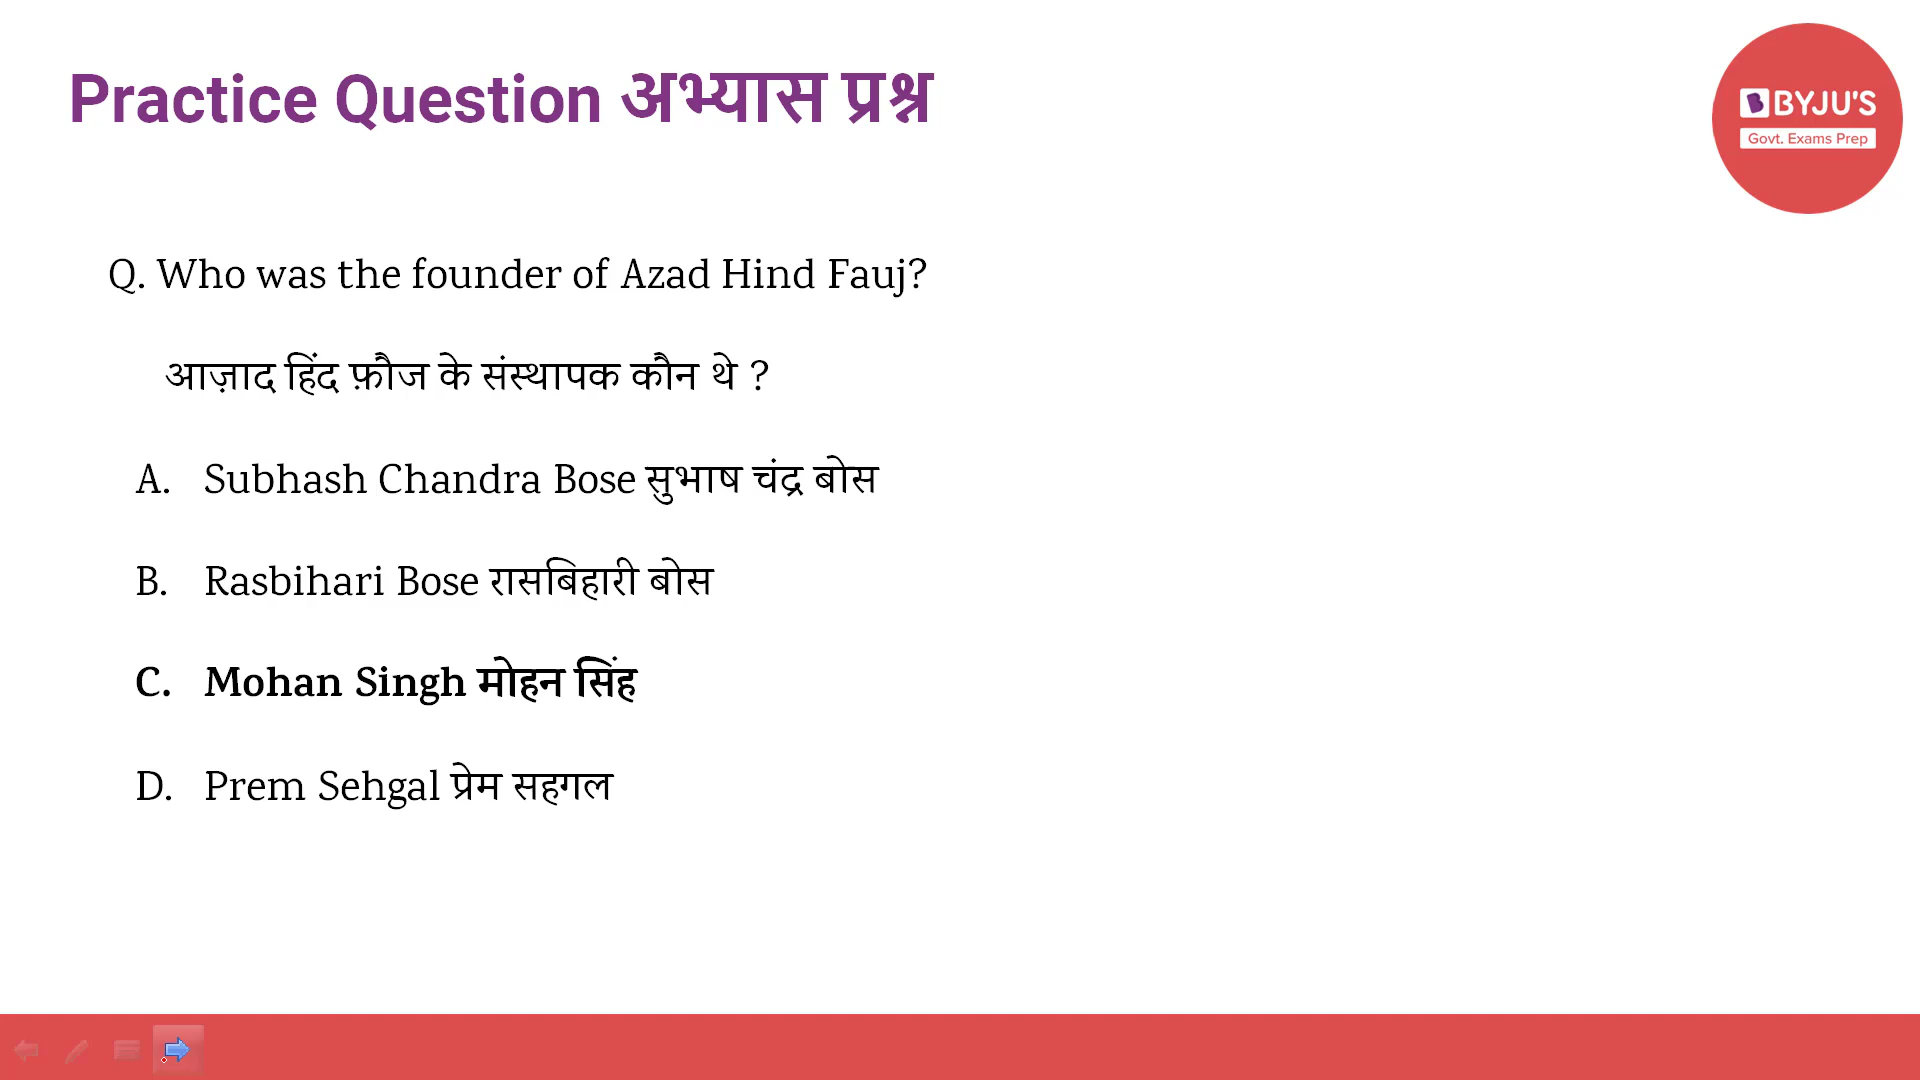 Practice Question अभ्यास प्रश्न
BYJU'S
Govt. Exams Prep
Q. Who was the founder of Azad Hind Fauj?
आज़ाद हिंद फ़ौज के संस्थापक कौन थे ?
A. Subhash Chandra Bose सुभाष चंद्र बोस
B. Rasbihari Bose रासबिहारी बोस
C. Mohan Singh मोहन सिंह
D. Prem Sehgal प्रेम सहगल